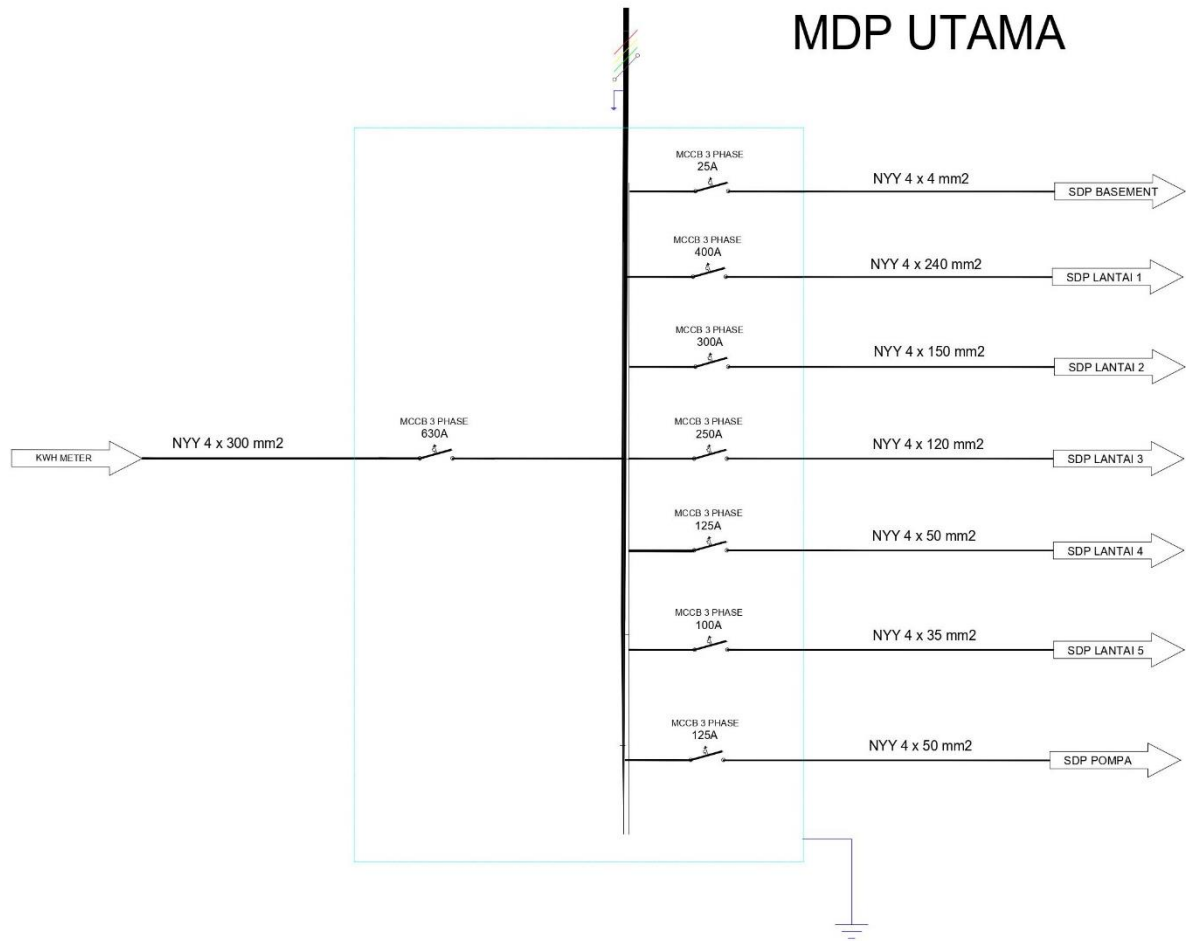 MDP UTAMA
MCCB 3 PHASE
25A
NYY 4 x 4 mm2
SDP BASEMENT
MCCB 3 PHASE
400A
NYY 4 x 240 mm2
SDP LANTAI 1
MCCB 3 PHASE
300A
NYY 4 x 150 mm2
SDP LANTAI 2
KWH METER
NYY 4 x 300 mm2
MCCB 3 PHASE
630A
MCCB 3 PHASE
250A
NYY 4 x 120 mm2
SDP LANTAI 3
MCCB 3 PHASE
125A
NYY 4 x 50 mm2
SDP LANTAI 4
MCCB 3 PHASE
100A
NYY 4 x 35 mm2
SDP LANTAI 5
MCCB 3 PHASE
125A
NYY 4 x 50 mm2
SDP POMPA